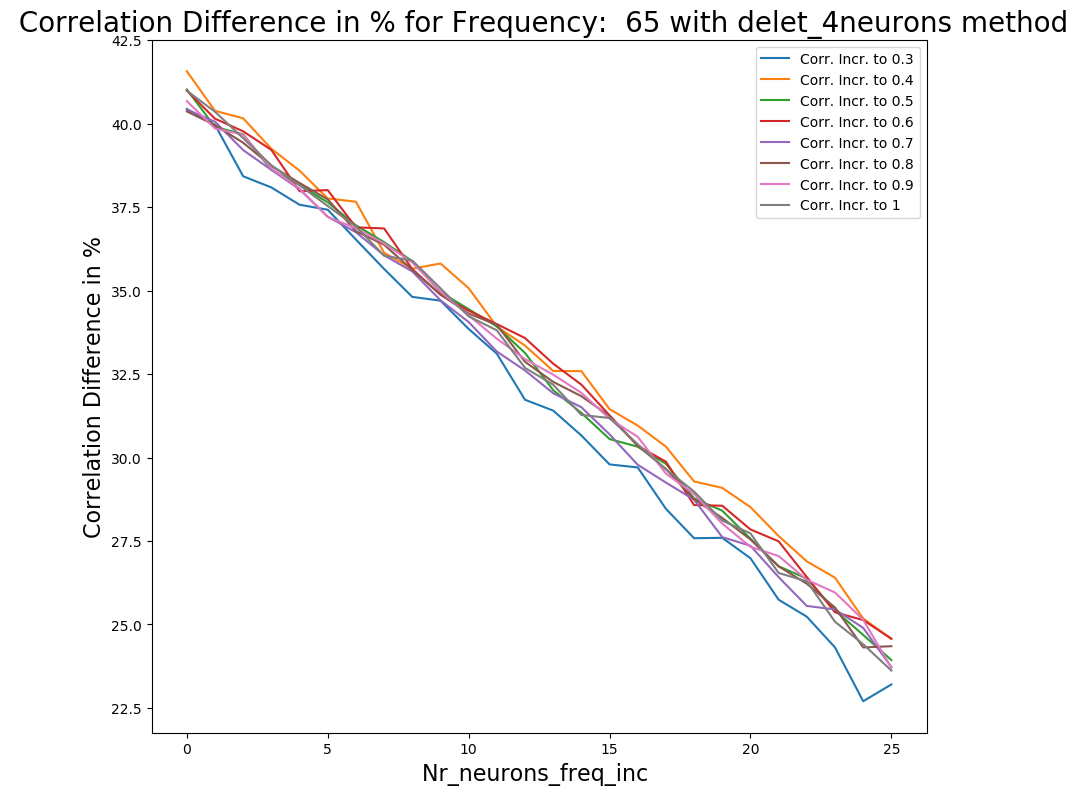 Correlation Difference in % for Frequency:  65 with delet_4neurons method
42.5
40.0
37.5
35.0
32.5
30.0
27.5
25.0
22.5
Correlation Difference in %
Corr. Incr. to 0.3
Corr. Incr. to 0.4
Corr. Incr. to 0.5
Corr. Incr. to 0.6
Corr. Incr. to 0.7
Corr. Incr. to 0.8
Corr. Incr. to 0.9
Corr. Incr. to 1
0 5 10 15 20 25
Nr_neurons_freq_inc